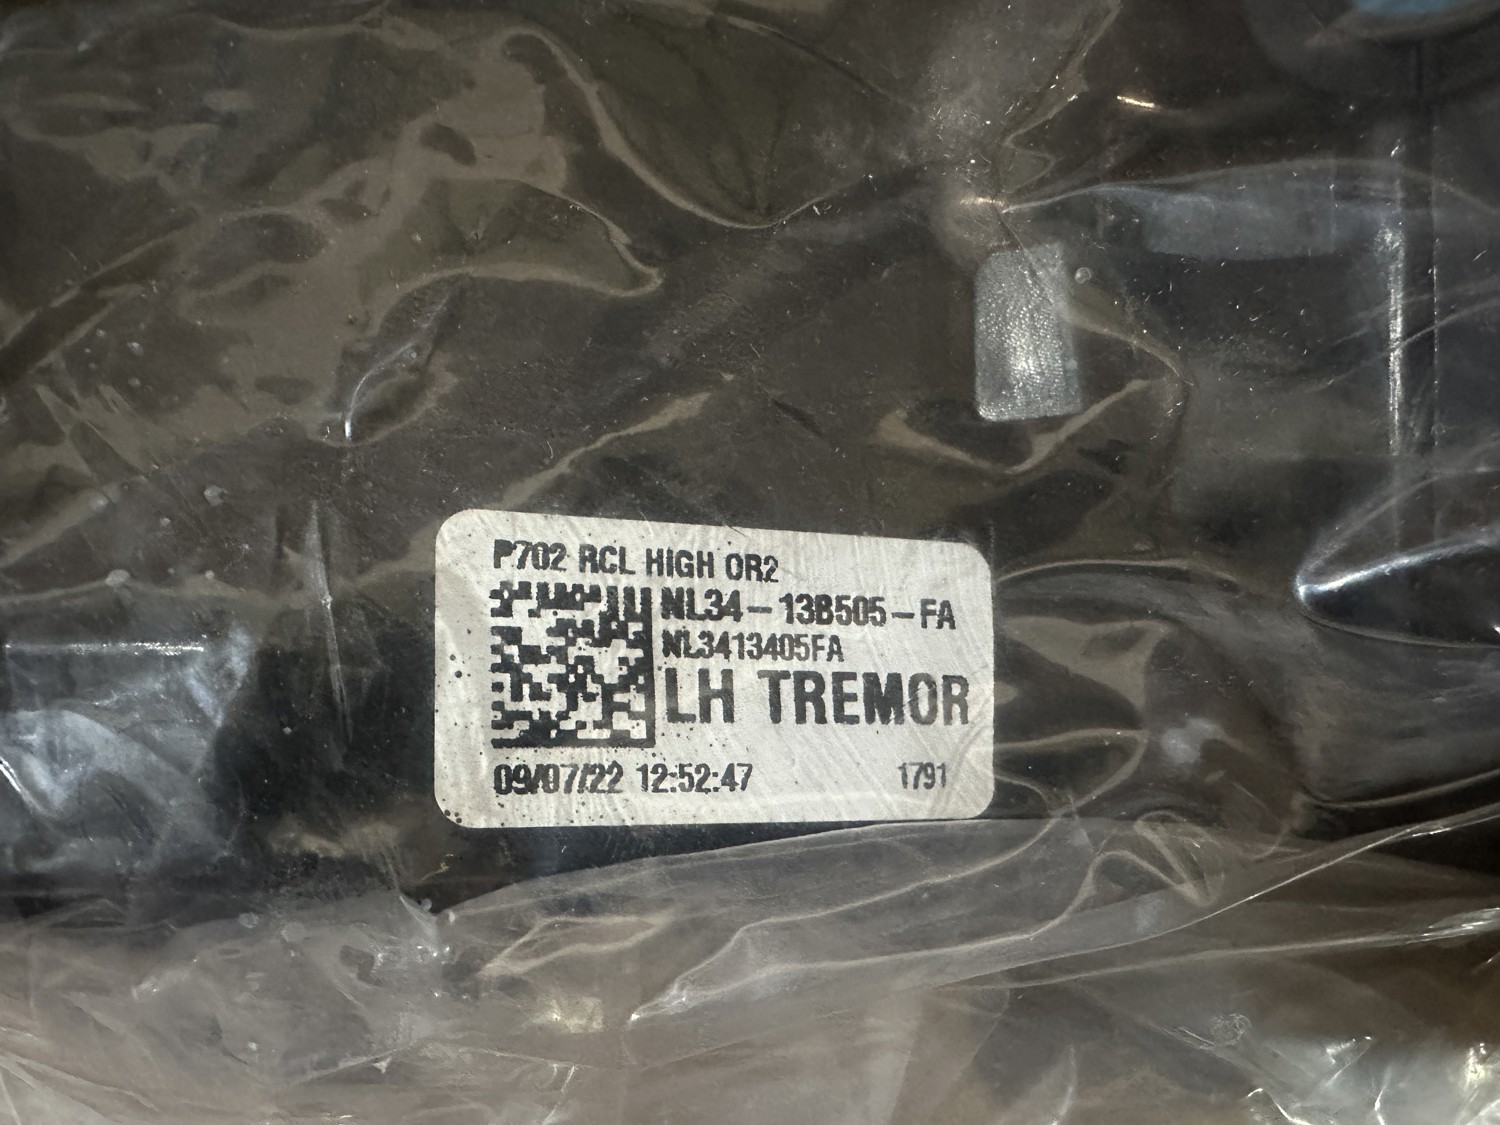 P702 RCL HIGH OR2
NL34-13B505-FA
NL3413405FA
LH TREMOR
09/07/22 12:52:47 1791